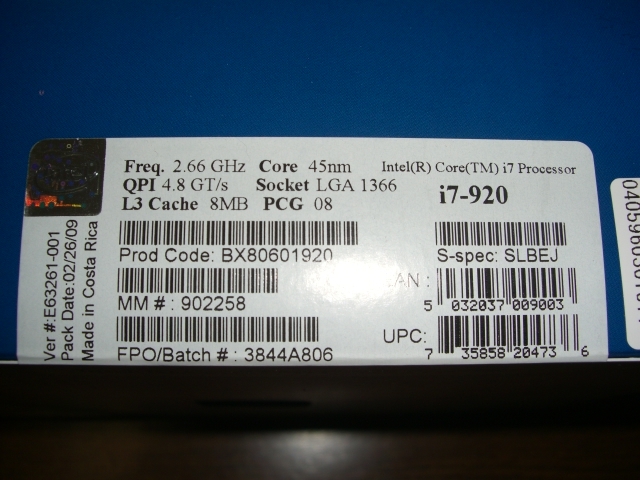 Freq. 2.66 GHz Core 45nm
Intel(R) Core(TM) i7 Processor
QPI 4.8 GT/s Socket LGA 1366
L3 Cache 8MB PCG 08
i7-920
Prod Code: BX80601920
S-spec: SLBEJ
MM # : 902258
AN :
5 032037 009003
FPO/Batch # : 3844A806
UPC:
7 35858 20473 6
Ver #:E63261-001
Pack Date:02/26/09
Made in Costa Rica